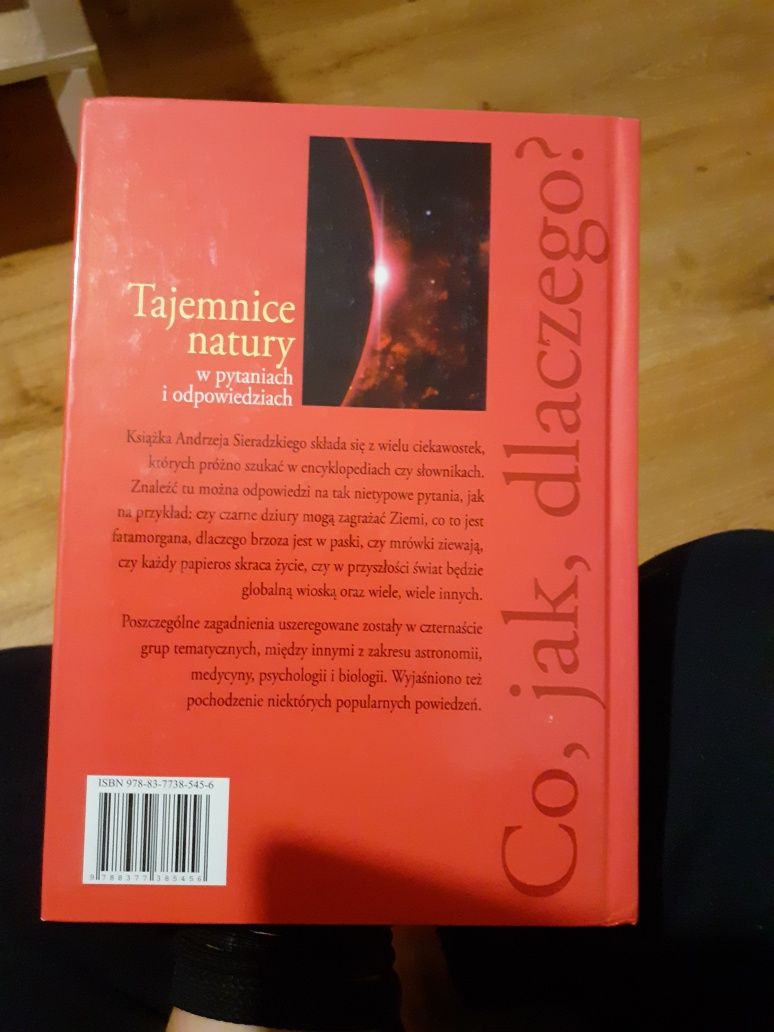 Tajemnice
natury
w pytaniach
i odpowiedziach
Książka Andrzeja Sieradzkiego składa się z wielu ciekawostek,
których próżno szukać w encyklopediach czy słownikach.
Znaleźć tu można odpowiedzi na tak nietypowe pytania, jak
na przykład: czy czarne dziury mogą zagrażać Ziemi, co to jest
fatamorgana, dlaczego brzoza jest w paski, czy mrówki ziewają,
czy każdy papieros skraca życie, czy w przyszłości świat będzie
globalną wioską oraz wiele, wiele innych.
Poszczególne zagadnienia uszeregowane zostały w czternaście
grup tematycznych, między innymi z zakresu astronomii,
medycyny, psychologii i biologii. Wyjaśniono też
pochodzenie niektórych popularnych powiedzeń.
Co, jak, dlaczego?
ISBN 978-83-7738-545-6
9 788377 385456